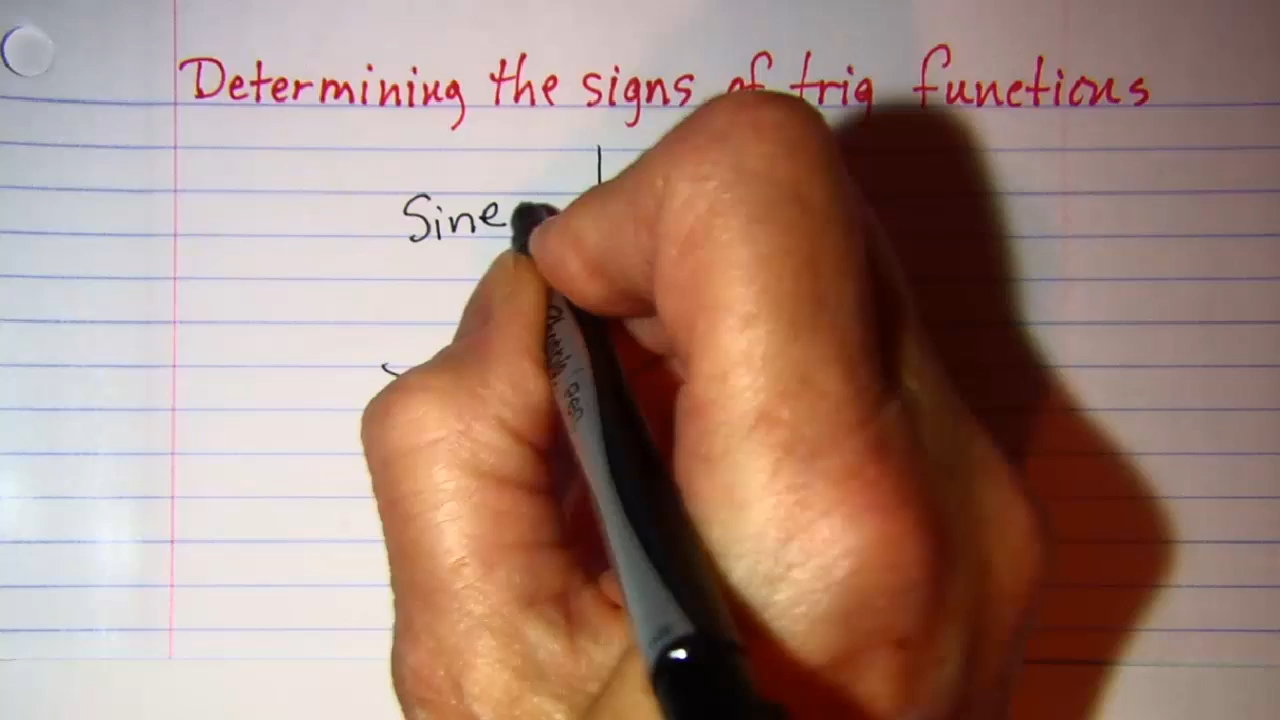 Determining the signs of trig functions
Sine